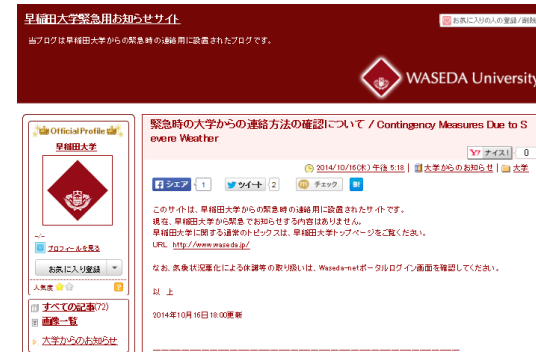 早稲田大学緊急用お知らせサイト
お気に入りの人の登録/削除
当ブログは早稲田大学からの緊急時の連絡用に設置されたブログです。
WASEDA University
Official Profile
早稲田大学
-/-
プロフィールを見る
お気に入り登録
人気度
すべての記事(72)
画像一覧
大学からのお知らせ
緊急時の大学からの連絡方法の確認について / Contingency Measures Due to S
evere Weather
Y! ナイス! 0
2014/10/16(木) 午後 5:18 大学からのお知らせ 大学
シェア 1 ツイート 2 チェック B!
このサイトは、早稲田大学からの緊急時の連絡用に設置されたサイトです。
現在、早稲田大学から緊急でお知らせする内容はありません。
早稲田大学に関する通常のトピックスは、早稲田大学トップページをご覧ください。
URL http://www.waseda.jp/
なお、気象状況悪化による休講等の取り扱いは、Waseda-netポータルログイン画面を確認してください。
以 上
2014年10月16日 18:00更新